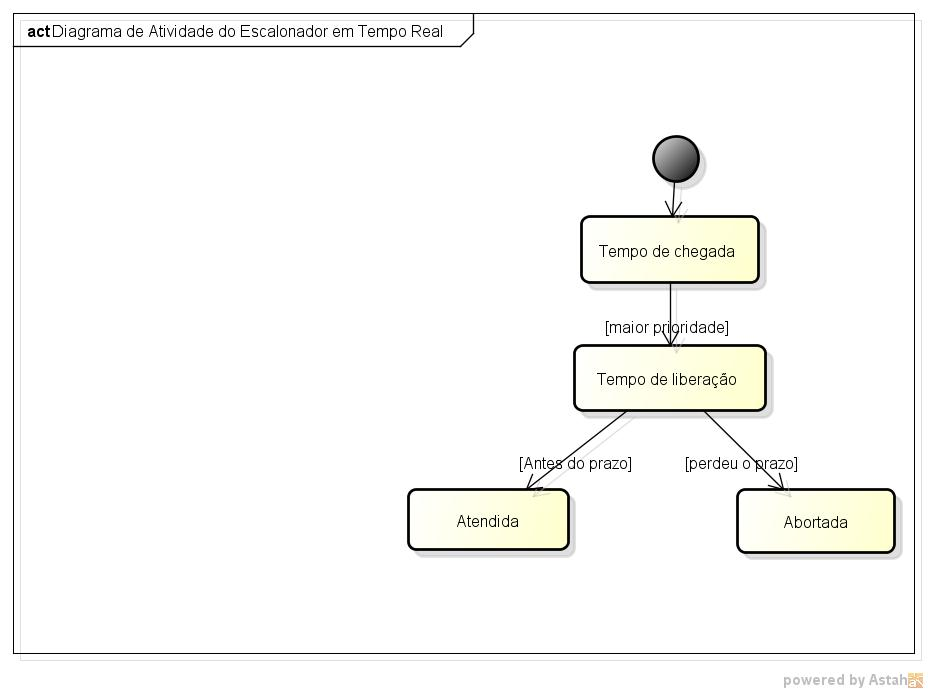 act Diagrama de Atividade do Escalonador em Tempo Real
Tempo de chegada
[maior prioridade]
Tempo de liberação
[Antes do prazo] [perdeu o prazo]
Atendida
Abortada
powered by Astah